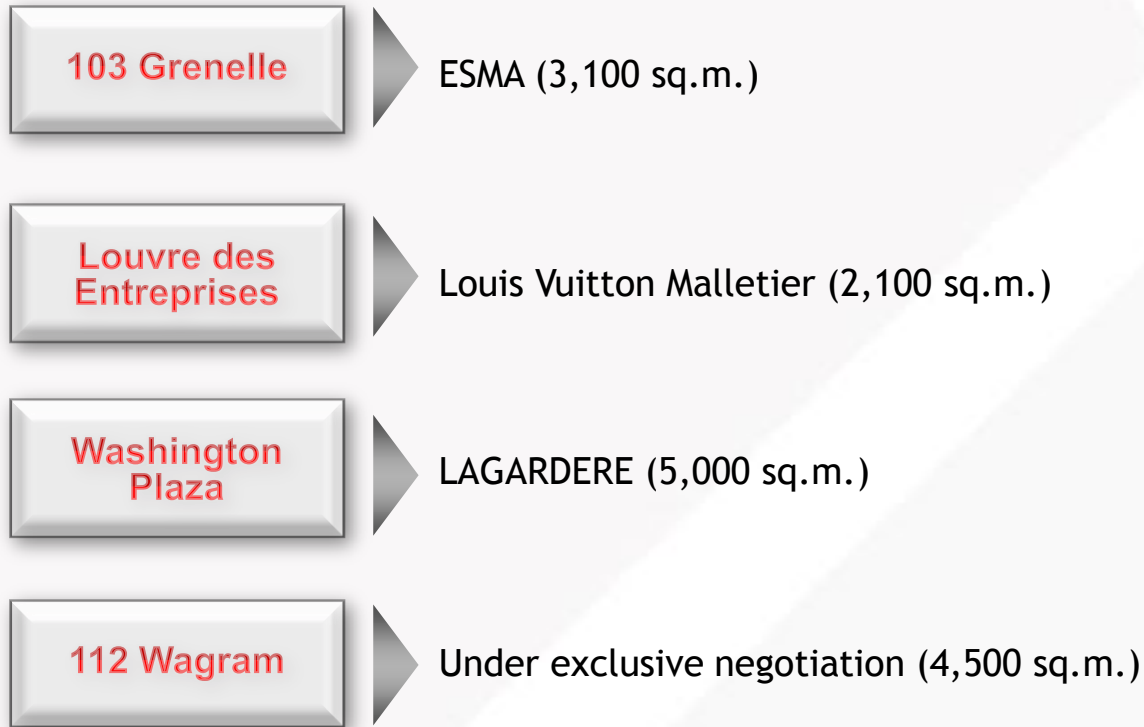 103 Grenelle
ESMA (3,100 sq.m.)
Louvre des
Entreprises
Louis Vuitton Malletier (2,100 sq.m.)
Washington
Plaza
LAGARDERE (5,000 sq.m.)
112 Wagram
Under exclusive negotiation (4,500 sq.m.)